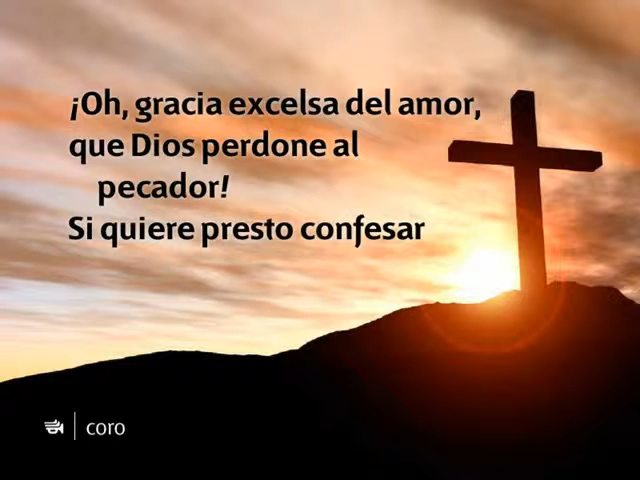 ¡Oh, gracia excelsa del amor,
que Dios perdone al
pecador!
Si quiere presto confesar
coro